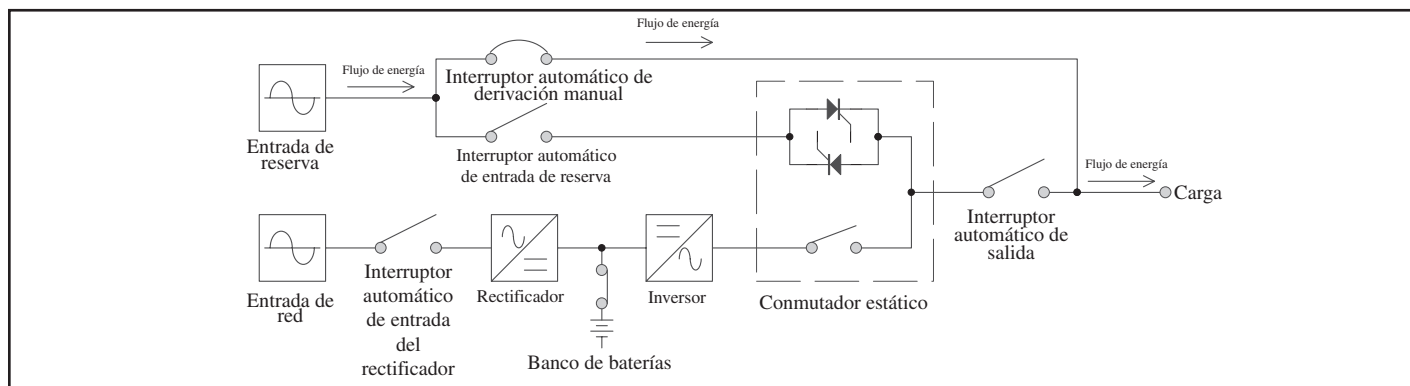 Flujo de energía
Flujo de energía
Interruptor automático de
derivación manual
Entrada de
reserva
Interruptor automático
de entrada de reserva
Flujo de energía
Carga
Interruptor
automático de
salida
Entrada de
red
Interruptor
automático
de entrada
del
rectificador
Rectificador
Inversor
Conmutador estático
Banco de baterías